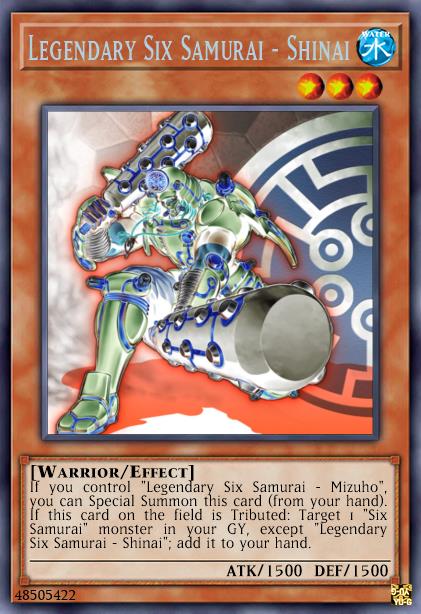 Legendary Six Samurai - Shinai
WATER
水
[Warrior/Effect]
If you control "Legendary Six Samurai - Mizuho",
you can Special Summon this card (from your hand).
If this card on the field is Tributed: Target 1 "Six
Samurai" monster in your GY, except "Legendary
Six Samurai - Shinai"; add it to your hand.
ATK/1500 DEF/1500
48505422